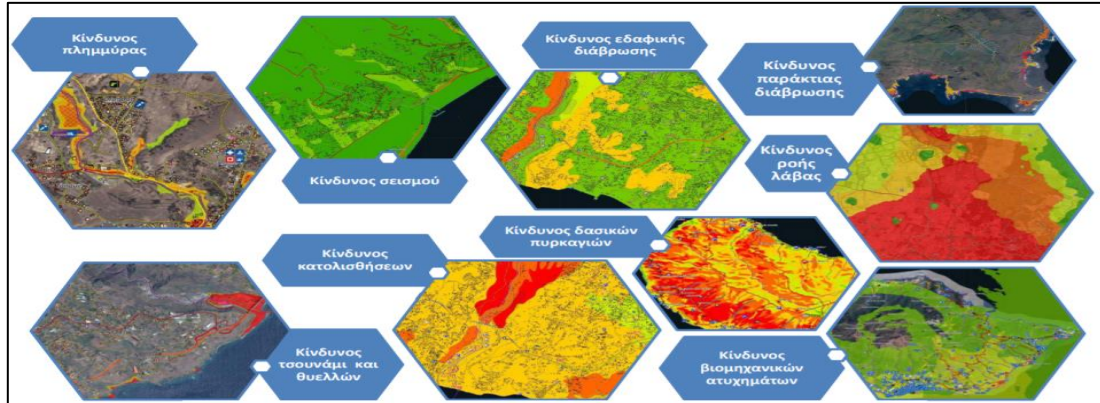 Κίνδυνος
πλημμύρας
Κίνδυνος εδαφικής
διάβρωσης
Κίνδυνος
παράκτιας
διάβρωσης
Κίνδυνος σεισμού
Κίνδυνος
ροής
λάβας
Κίνδυνος δασικών
πυρκαγιών
Κίνδυνος
κατολισθήσεων
Κίνδυνος
τσουνάμι και
θυελλών
Κίνδυνος
βιομηχανικών
ατυχημάτων